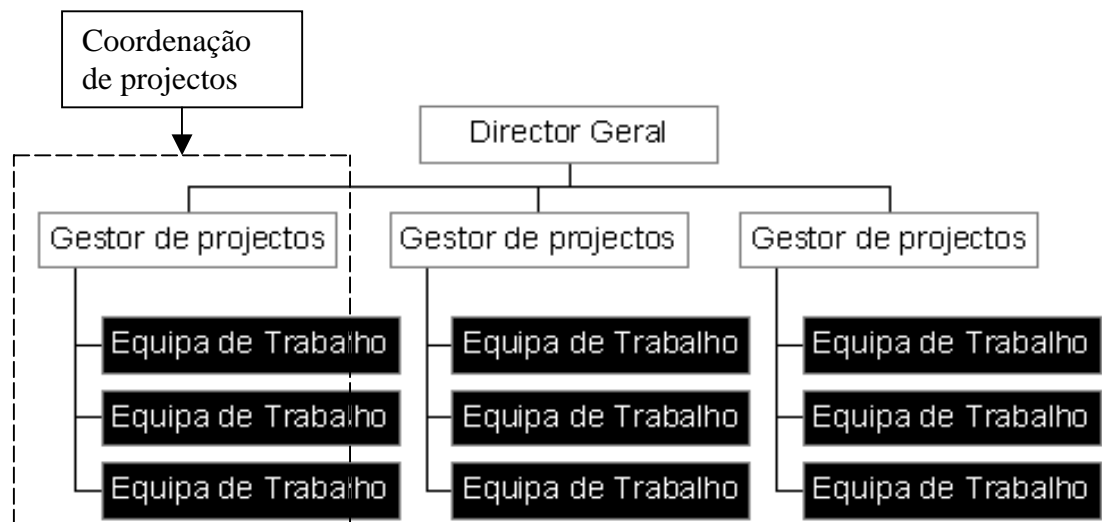 Coordenação
de projectos
Director Geral
Gestor de projectos
Gestor de projectos
Gestor de projectos
Equipa de Trabalho
Equipa de Trabalho
Equipa de Trabalho
Equipa de Trabalho
Equipa de Trabalho
Equipa de Trabalho
Equipa de Trabalho
Equipa de Trabalho
Equipa de Trabalho